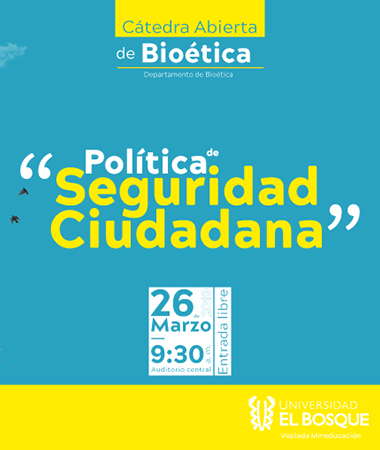 Cátedra Abierta
de Bioética
Departamento de Bioética
“Política de
Seguridad
Ciudadana”
26 de
Marzo
9:30 a.m.
Auditorio central
Entrada libre
UNIVERSIDAD
EL BOSQUE
Vigilada Mineducación